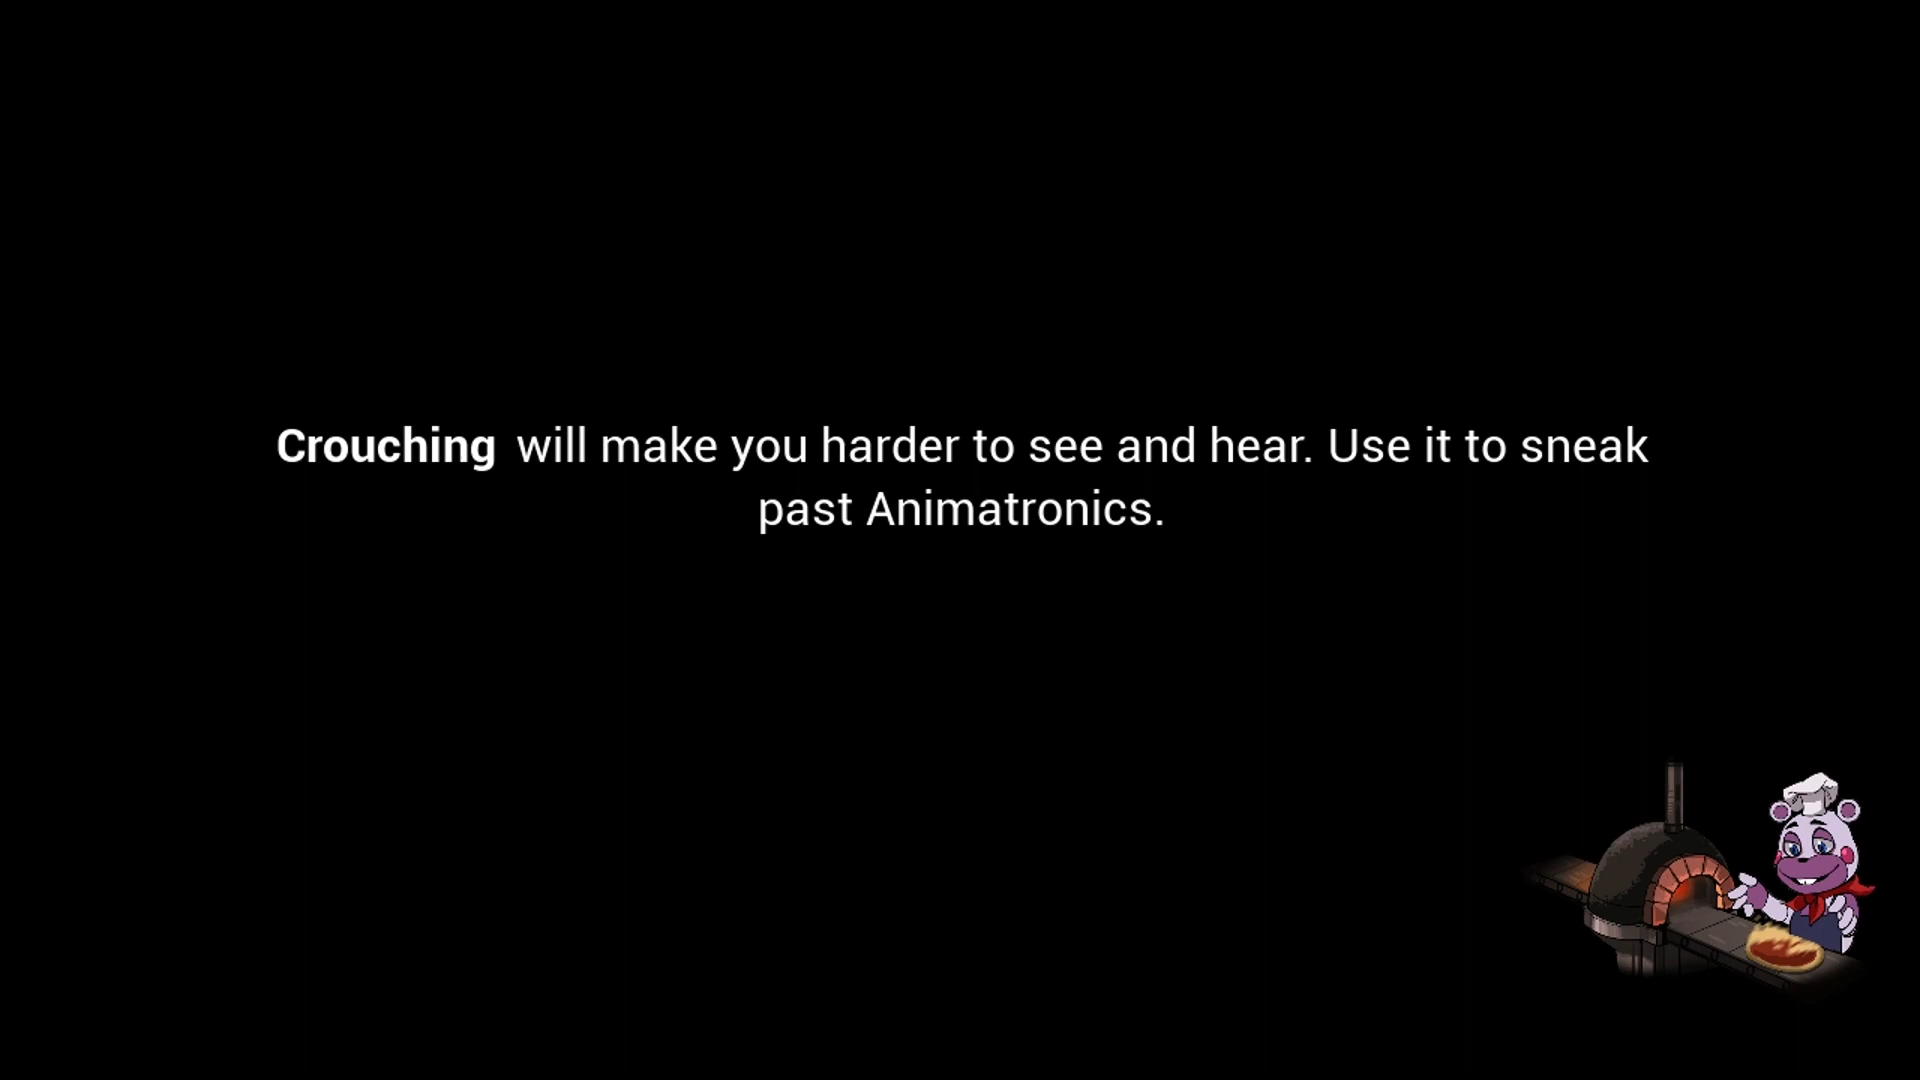 Crouching will make you harder to see and hear. Use it to sneak
past Animatronics.